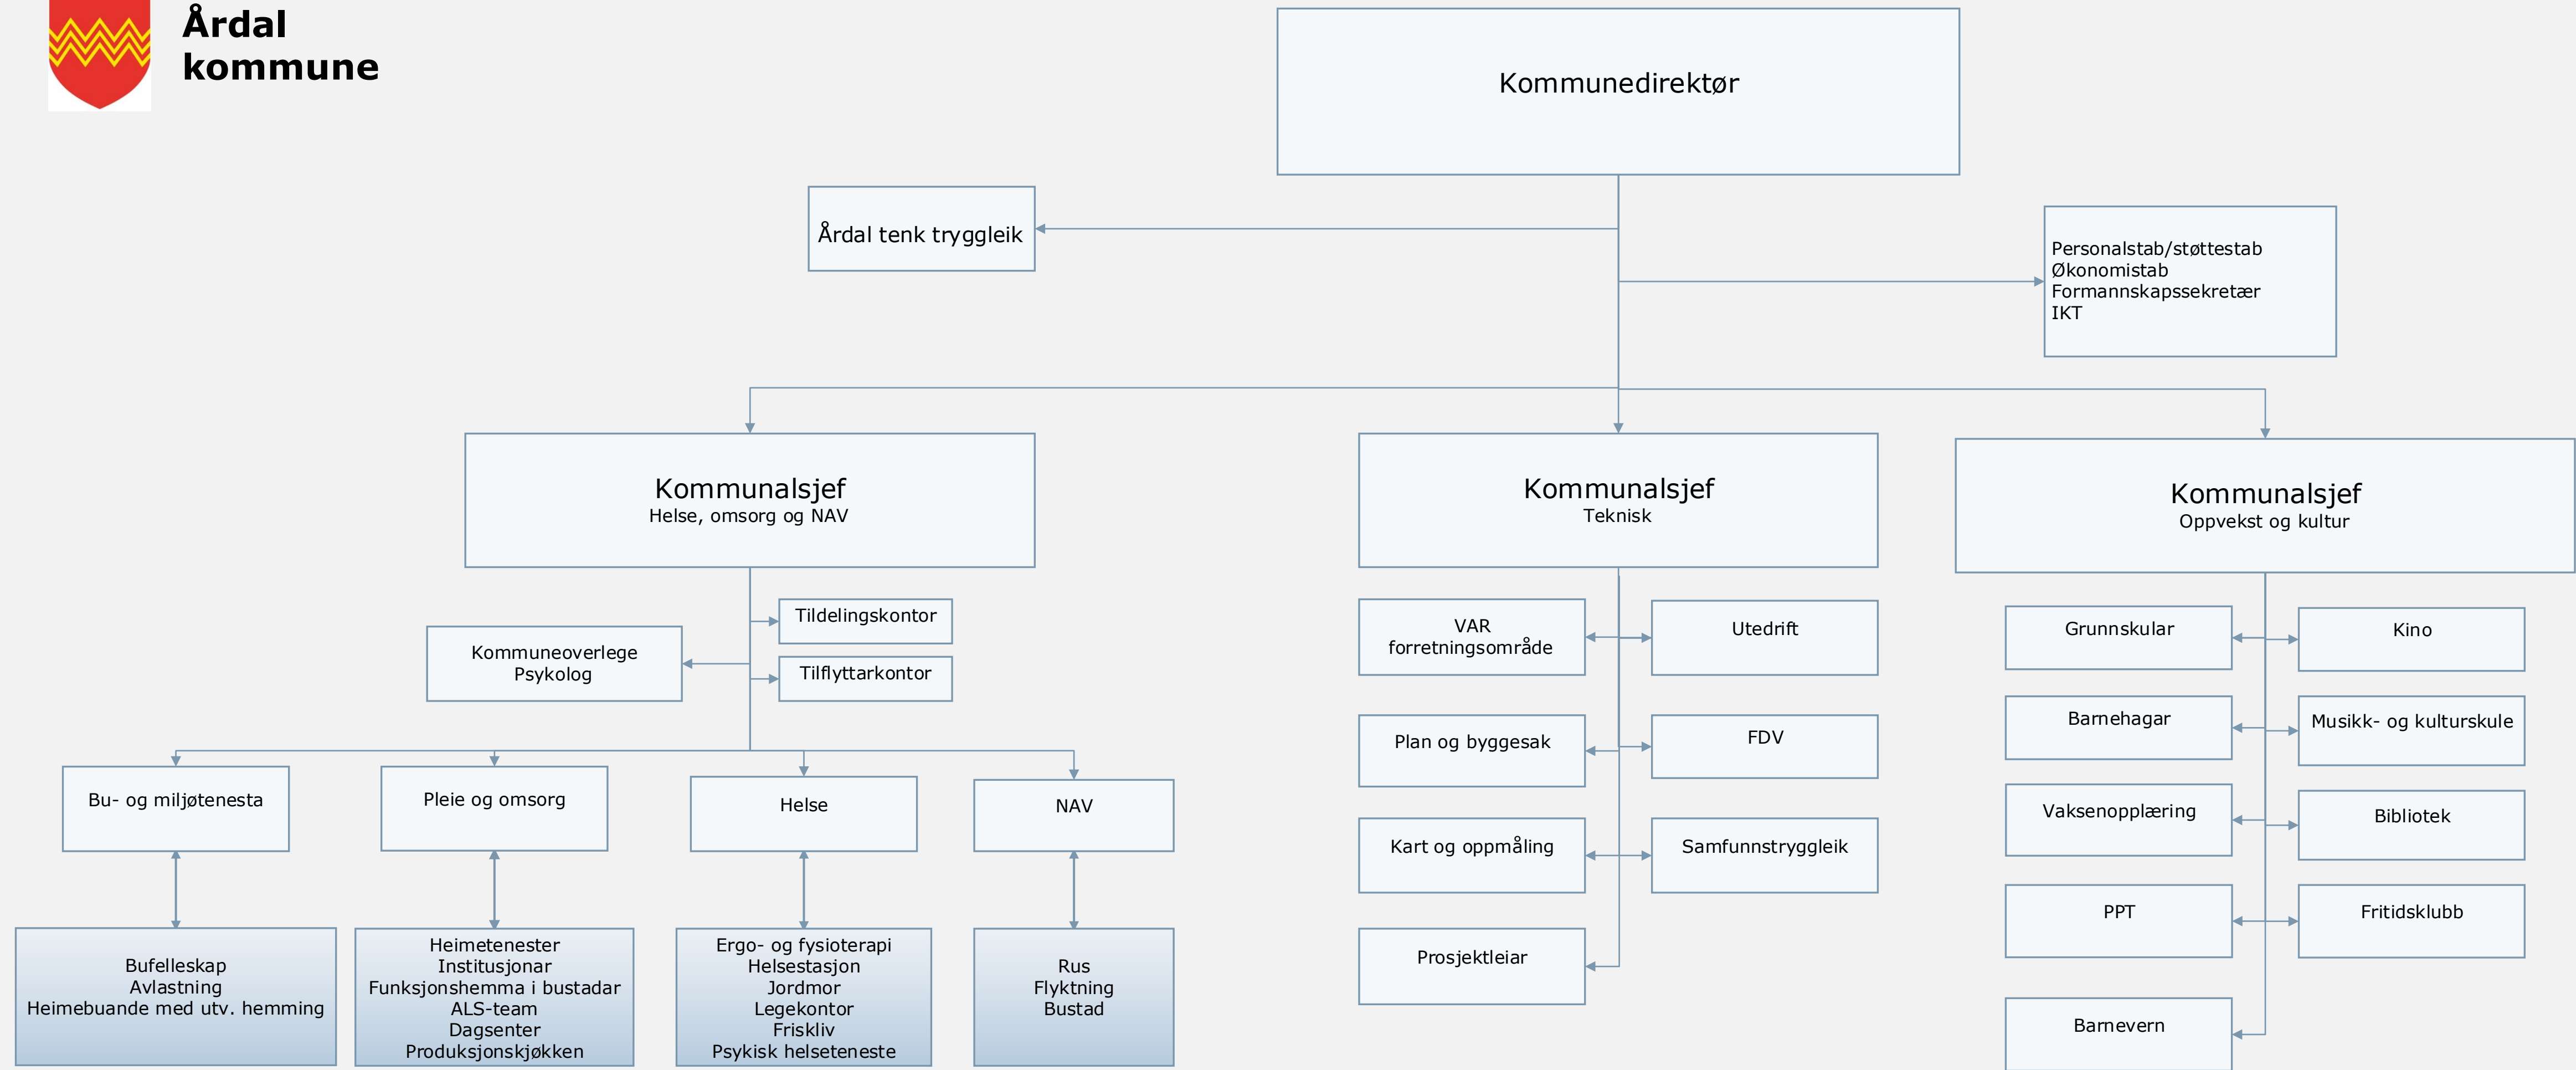 Årdal
kommune
Kommunedirektør
Årdal tenk tryggleik
Personalstab/støttestab
Økonomistab
Formannskapssekretær
IKT
Kommunalsjef
Helse, omsorg og NAV
Kommunalsjef
Teknisk
Kommunalsjef
Oppvekst og kultur
Tildelingskontor
Kommuneoverlege
Psykolog
Tilflyttarkontor
Bu- og miljøtenesta
Pleie og omsorg
Helse
NAV
Bufelleskap
Avlastning
Heimebuande med utv. hemming
Heimetenester
Institusjonar
Funksjonshemma i bustadar
ALS-team
Dagsenter
Produksjonskjøkken
Ergo- og fysioterapi
Helsestasjon
Jordmor
Legekontor
Friskliv
Psykisk helseteneste
Rus
Flyktning
Bustad
VAR
forretningsområde
Utedrift
Plan og byggesak
FDV
Kart og oppmåling
Samfunnstryggleik
Prosjektleiar
Grunnskular
Kino
Barnehagar
Musikk- og kulturskule
Vaksenopplæring
Bibliotek
PPT
Fritidsklubb
Barnevern